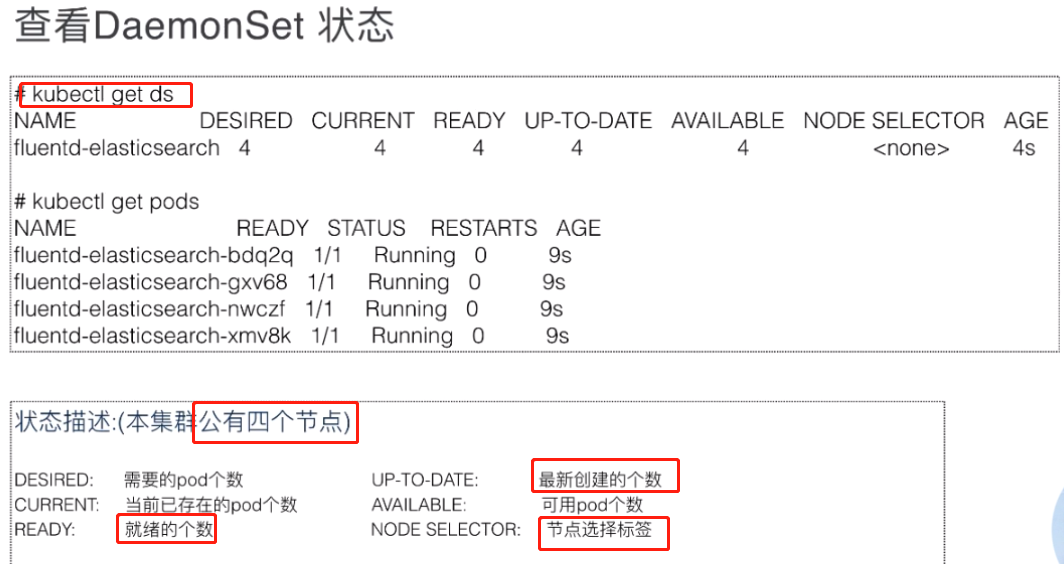 查看DaemonSet 状态
# kubectl get ds
NAME DESIRED CURRENT READY UP-TO-DATE AVAILABLE NODE SELECTOR AGE
fluentd-elasticsearch 4 4 4 4 4 <none> 4s
# kubectl get pods
NAME READY STATUS RESTARTS AGE
fluentd-elasticsearch-bdq2q 1/1 Running 0 9s
fluentd-elasticsearch-gxv68 1/1 Running 0 9s
fluentd-elasticsearch-nwczf 1/1 Running 0 9s
fluentd-elasticsearch-xmv8k 1/1 Running 0 9s
状态描述:(本集群公有四个节点)
DESIRED: 需要的pod个数 UP-TO-DATE: 最新创建的个数
CURRENT: 当前已存在的pod个数 AVAILABLE: 可用pod个数
READY: 就绪的个数 NODE SELECTOR: 节点选择标签